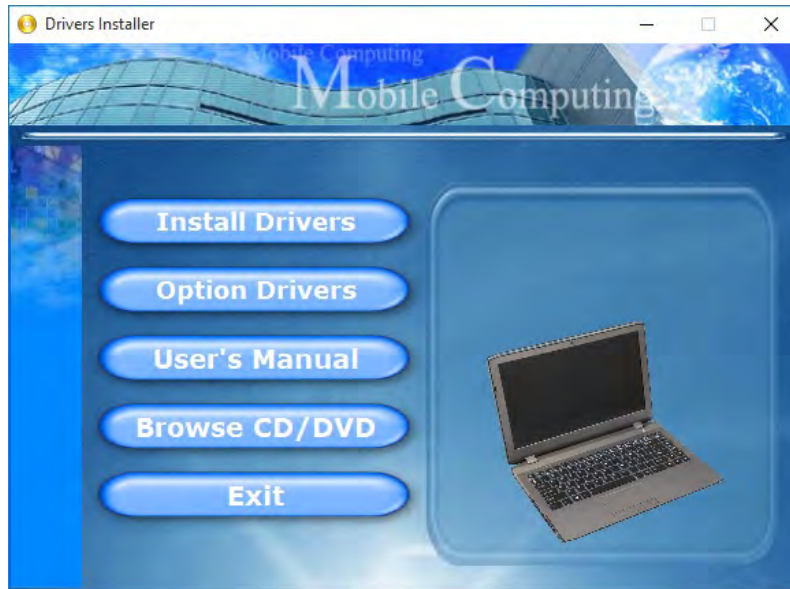 Drivers Installer
Mobile Computing
Mobile Computing
Install Drivers
Option Drivers
User's Manual
Browse CD/DVD
Exit